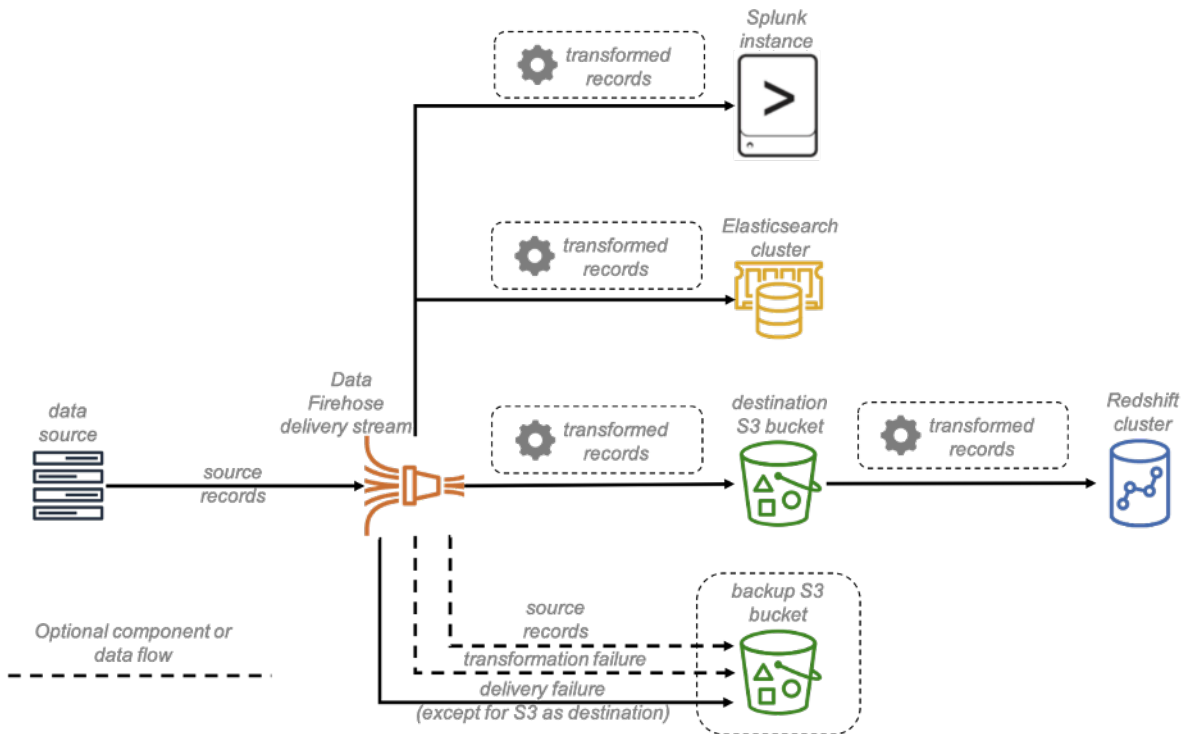 Splunk
instance
transformed
records
>
Elasticsearch
cluster
transformed
records
Data
Firehose
delivery stream
data
source
source
records
transformed
records
destination
S3 bucket
transformed
records
Redshift
cluster
backup S3
bucket
source
records
transformation failure
delivery failure
(except for S3 as destination)
Optional component or
data flow